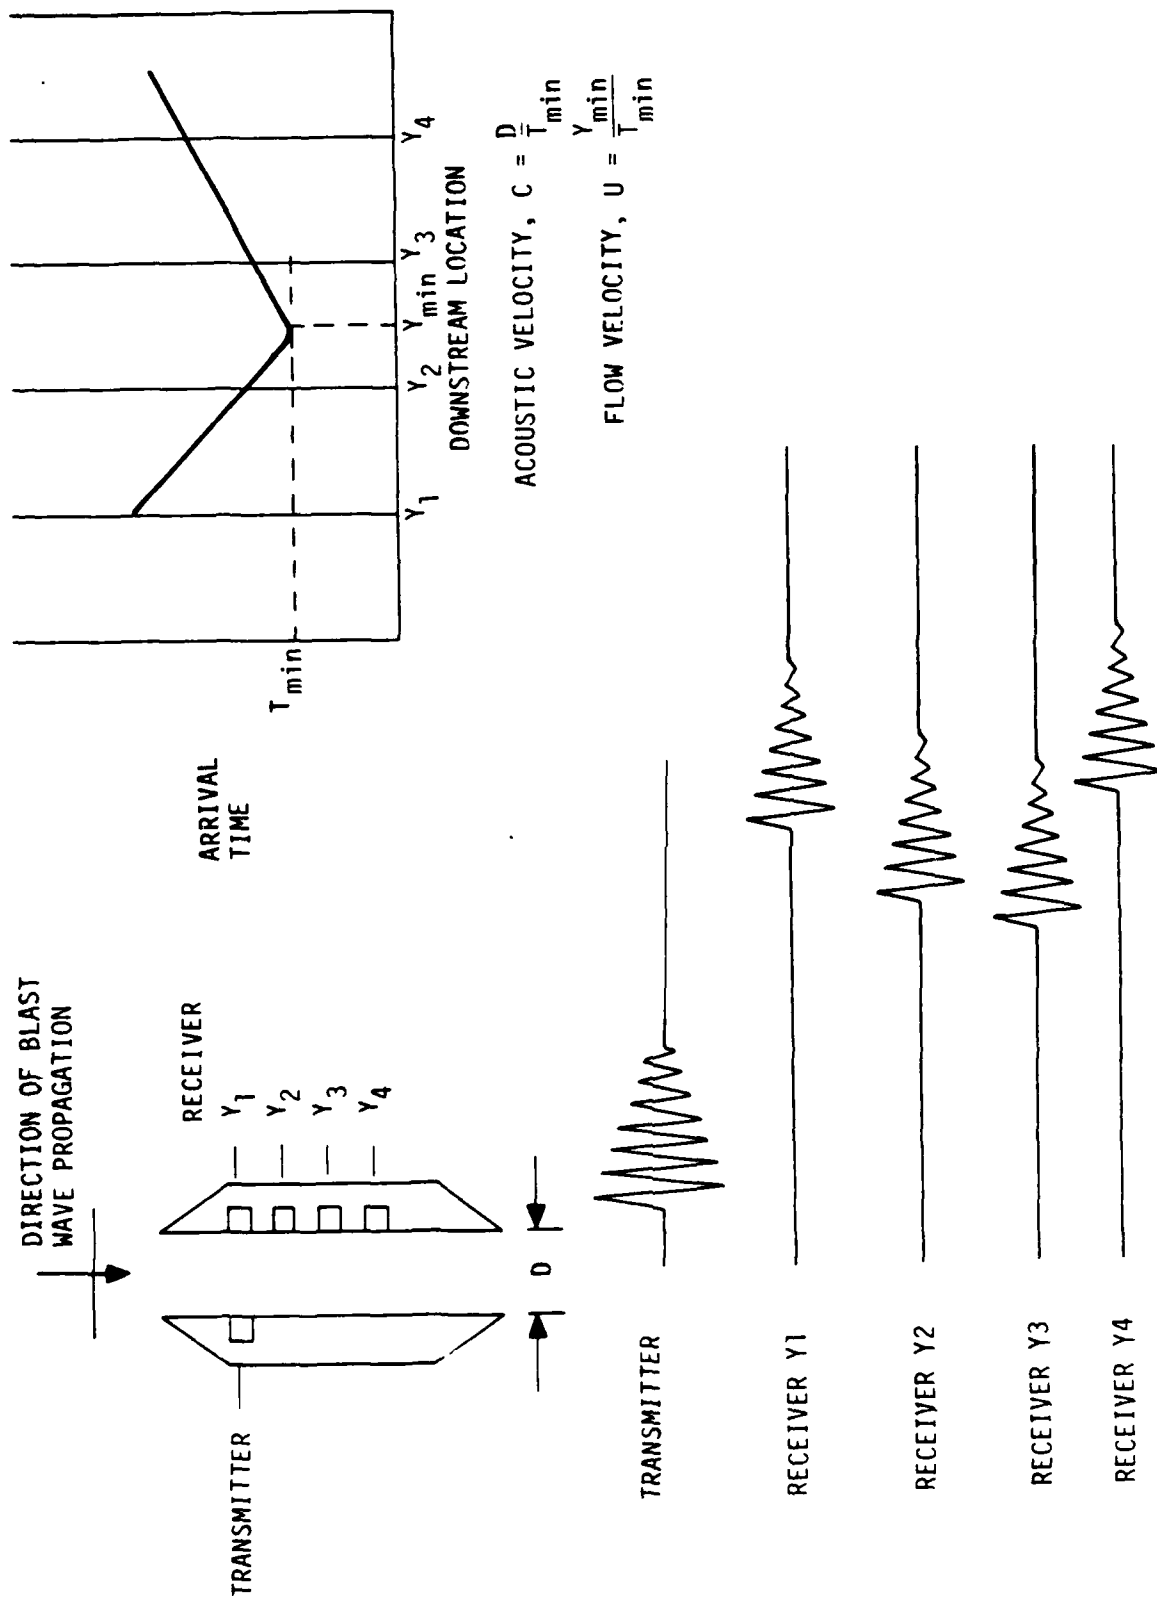 DIRECTION OF BLAST
WAVE PROPAGATION
RECEIVER
Y1
Y2
Y3
Y4
TRANSMITTER
D
ARRIVAL
TIME
Tmin
Y1 Y2 Ymin Y3 Y4
DOWNSTREAM LOCATION
ACOUSTIC VELOCITY, C = D/Tmin
FLOW VELOCITY, U = Ymin/Tmin
TRANSMITTER
RECEIVER Y1
RECEIVER Y2
RECEIVER Y3
RECEIVER Y4